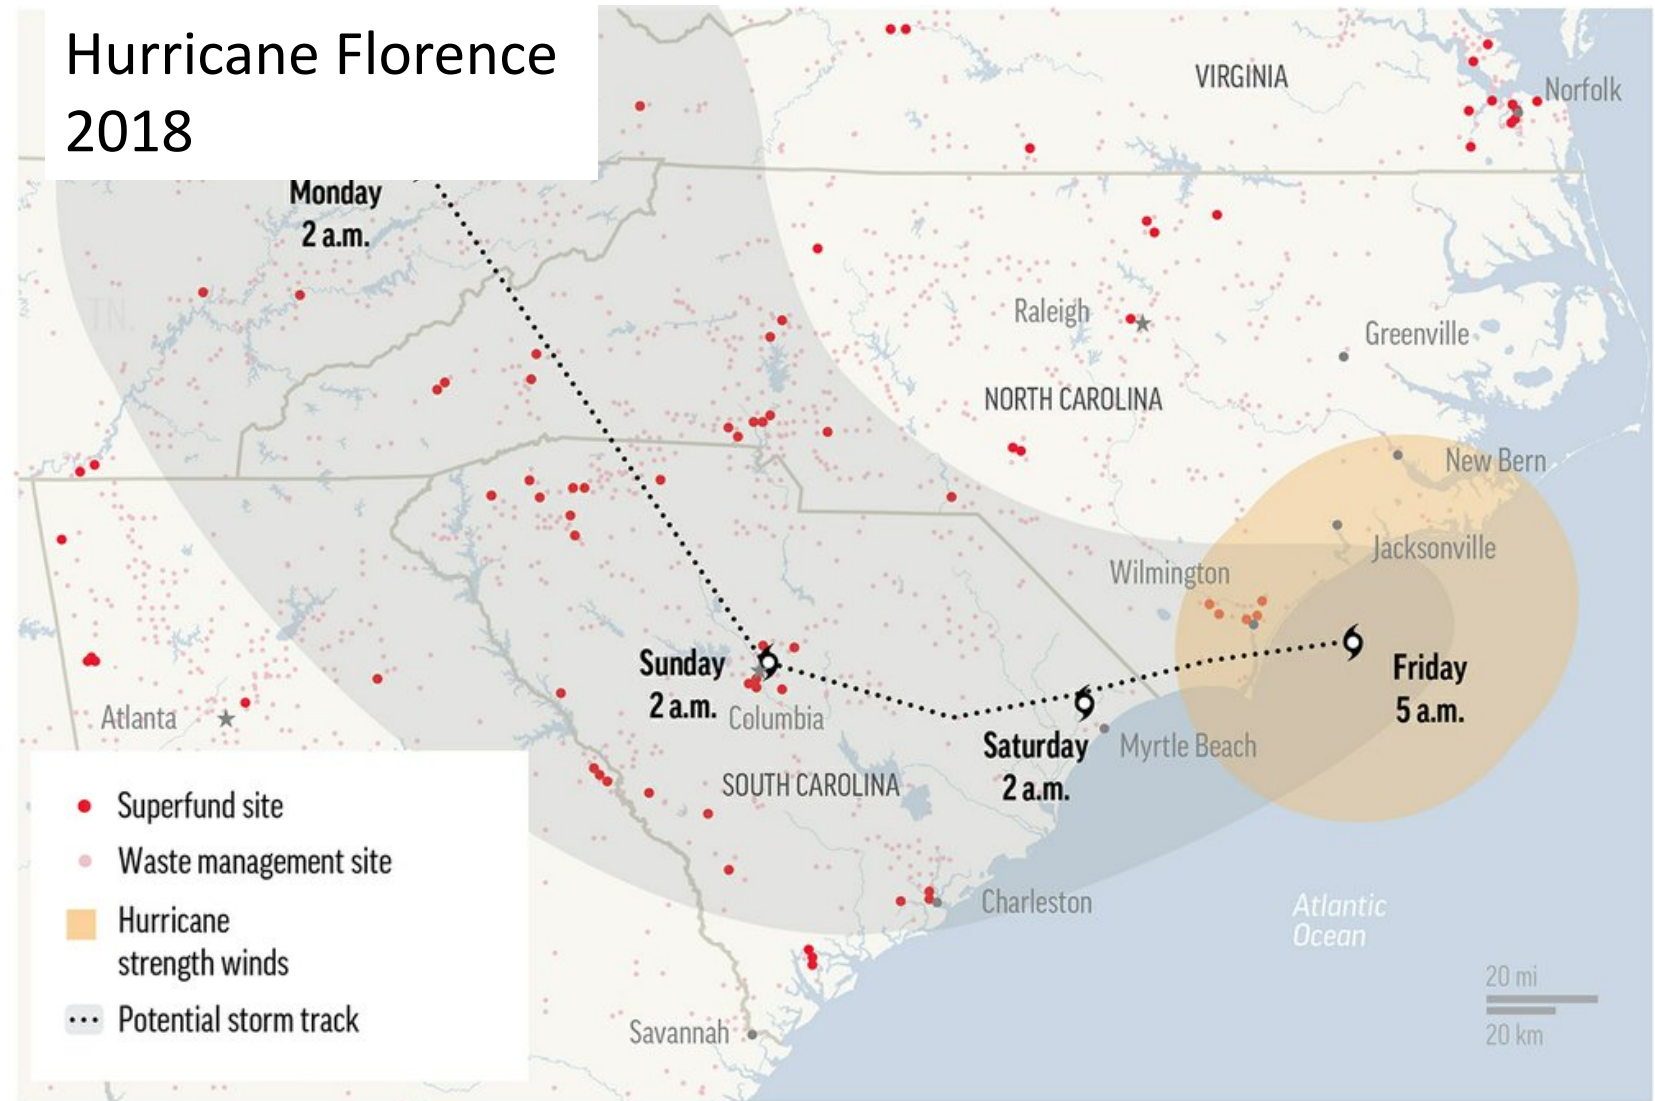 Hurricane Florence
2018
VIRGINIA
Norfolk
Monday
2 a.m.
TN.
Raleigh
Greenville
NORTH CAROLINA
New Bern
Jacksonville
Wilmington
Sunday
2 a.m.
Columbia
Friday
5 a.m.
Atlanta
Saturday
2 a.m.
Myrtle Beach
SOUTH CAROLINA
Superfund site
Waste management site
Hurricane
strength winds
Potential storm track
Charleston
Atlantic
Ocean
Savannah
20 mi
20 km